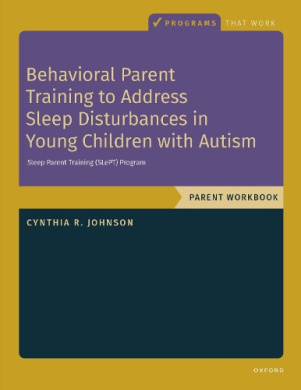 ✓ PROGRAMS THAT WORK
Behavioral Parent
Training to Address
Sleep Disturbances in
Young Children with Autism
Sleep Parent Training (SLePT) Program
PARENT WORKBOOK
CYNTHIA R. JOHNSON
OXFORD